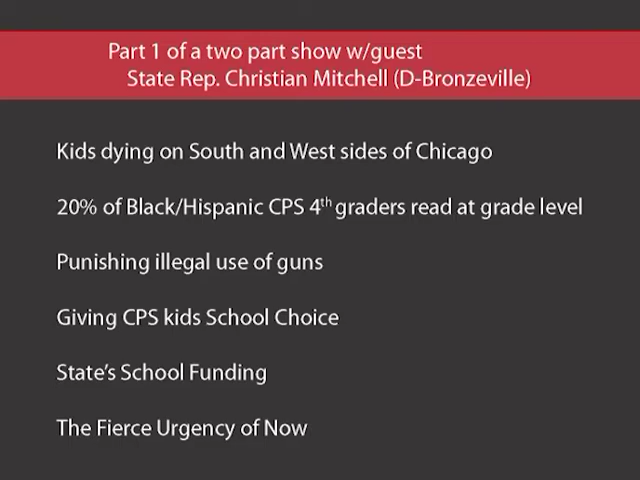 Part 1 of a two part show w/guest
State Rep. Christian Mitchell (D-Bronzeville)
Kids dying on South and West sides of Chicago
20% of Black/Hispanic CPS 4th graders read at grade level
Punishing illegal use of guns
Giving CPS kids School Choice
State's School Funding
The Fierce Urgency of Now